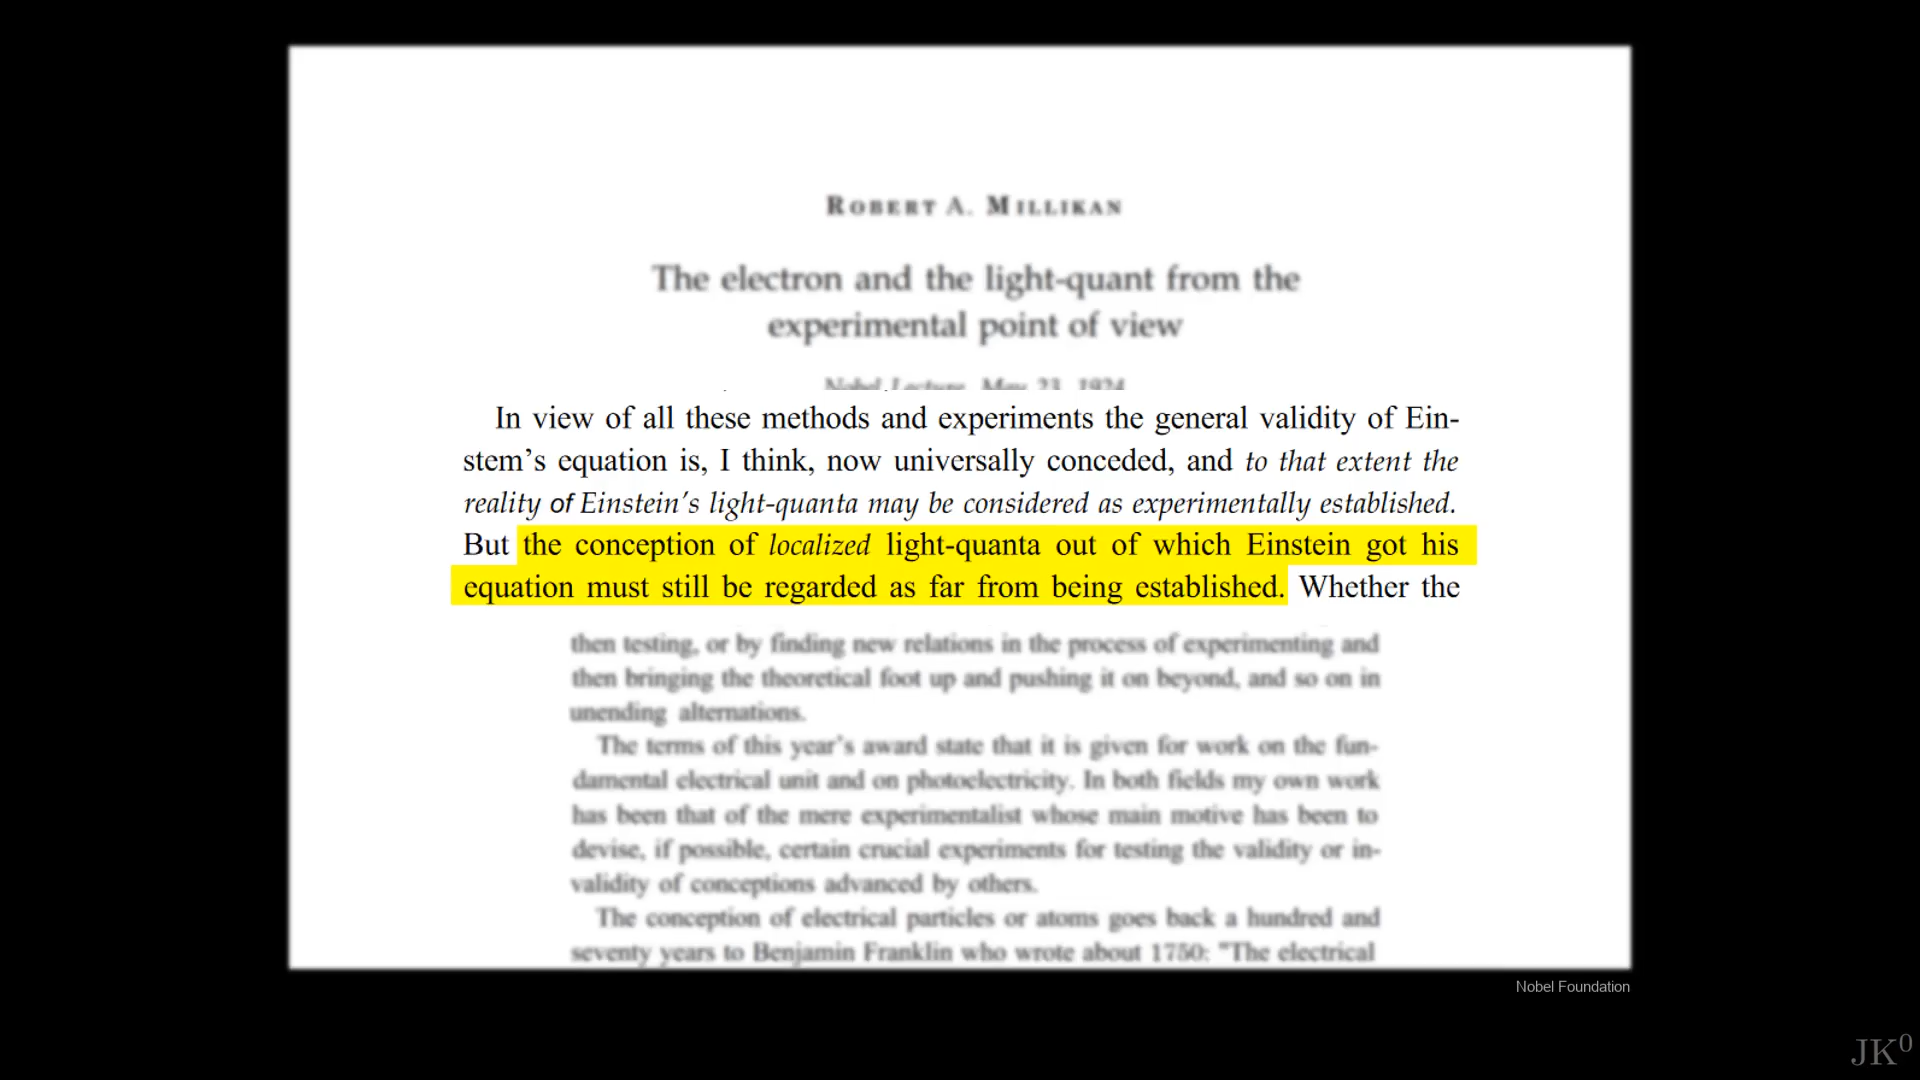 ROBERT A. MILLIKAN
The electron and the light-quant from the
experimental point of view
Nobel Lecture, May 23, 1924
In view of all these methods and experiments the general validity of Ein-
stem’s equation is, I think, now universally conceded, and to that extent the
reality of Einstein’s light-quanta may be considered as experimentally established.
But the conception of localized light-quanta out of which Einstein got his
equation must still be regarded as far from being established. Whether the
then testing, or by finding new relations in the process of experimenting and
then bringing the theoretical foot up and pushing it on beyond, and so on in
unending alternations.
The terms of this year’s award state that it is given for work on the fun-
damental electrical unit and on photoelectricity. In both fields my own work
has been that of the mere experimentalist whose main motive has been to
devise, if possible, certain crucial experiments for testing the validity or in-
validity of conceptions advanced by others.
The conception of electrical particles or atoms goes back a hundred and
seventy years to Benjamin Franklin who wrote about 1750: "The electrical
Nobel Foundation
JK⁰